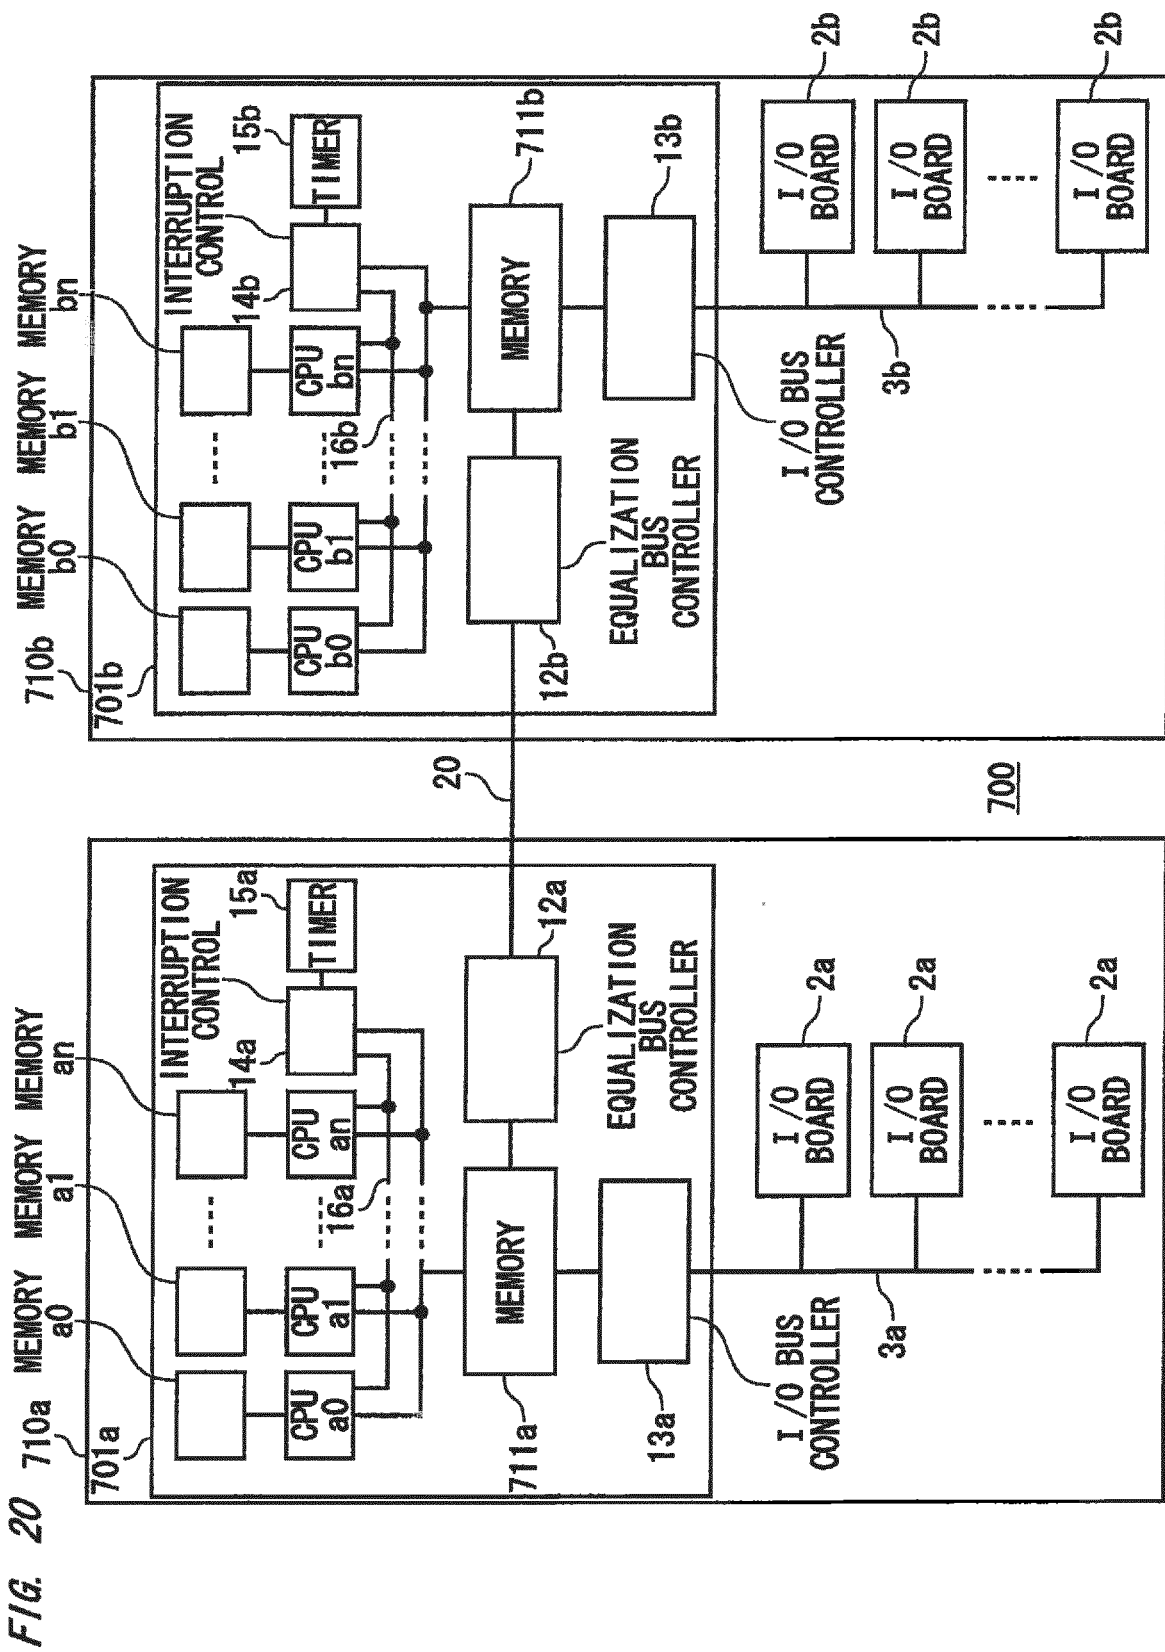 FIG. 20
710a
701a
MEMORY
a0
MEMORY
a1
MEMORY
an
INTERRUPTION
CONTROL
14a
15a
TIMER
CPU
a0
CPU
a1
CPU
an
16a
711a
MEMORY
12a
13a
EQUALIZATION
BUS
CONTROLLER
I/O BUS
CONTROLLER
3a
I/O
BOARD
2a
I/O
BOARD
2a
I/O
BOARD
2a
20
700
710b
701b
MEMORY
b0
MEMORY
b1
MEMORY
bn
INTERRUPTION
CONTROL
14b
15b
TIMER
CPU
b0
CPU
b1
CPU
bn
16b
711b
MEMORY
12b
13b
EQUALIZATION
BUS
CONTROLLER
I/O BUS
CONTROLLER
3b
I/O
BOARD
2b
I/O
BOARD
2b
I/O
BOARD
2b